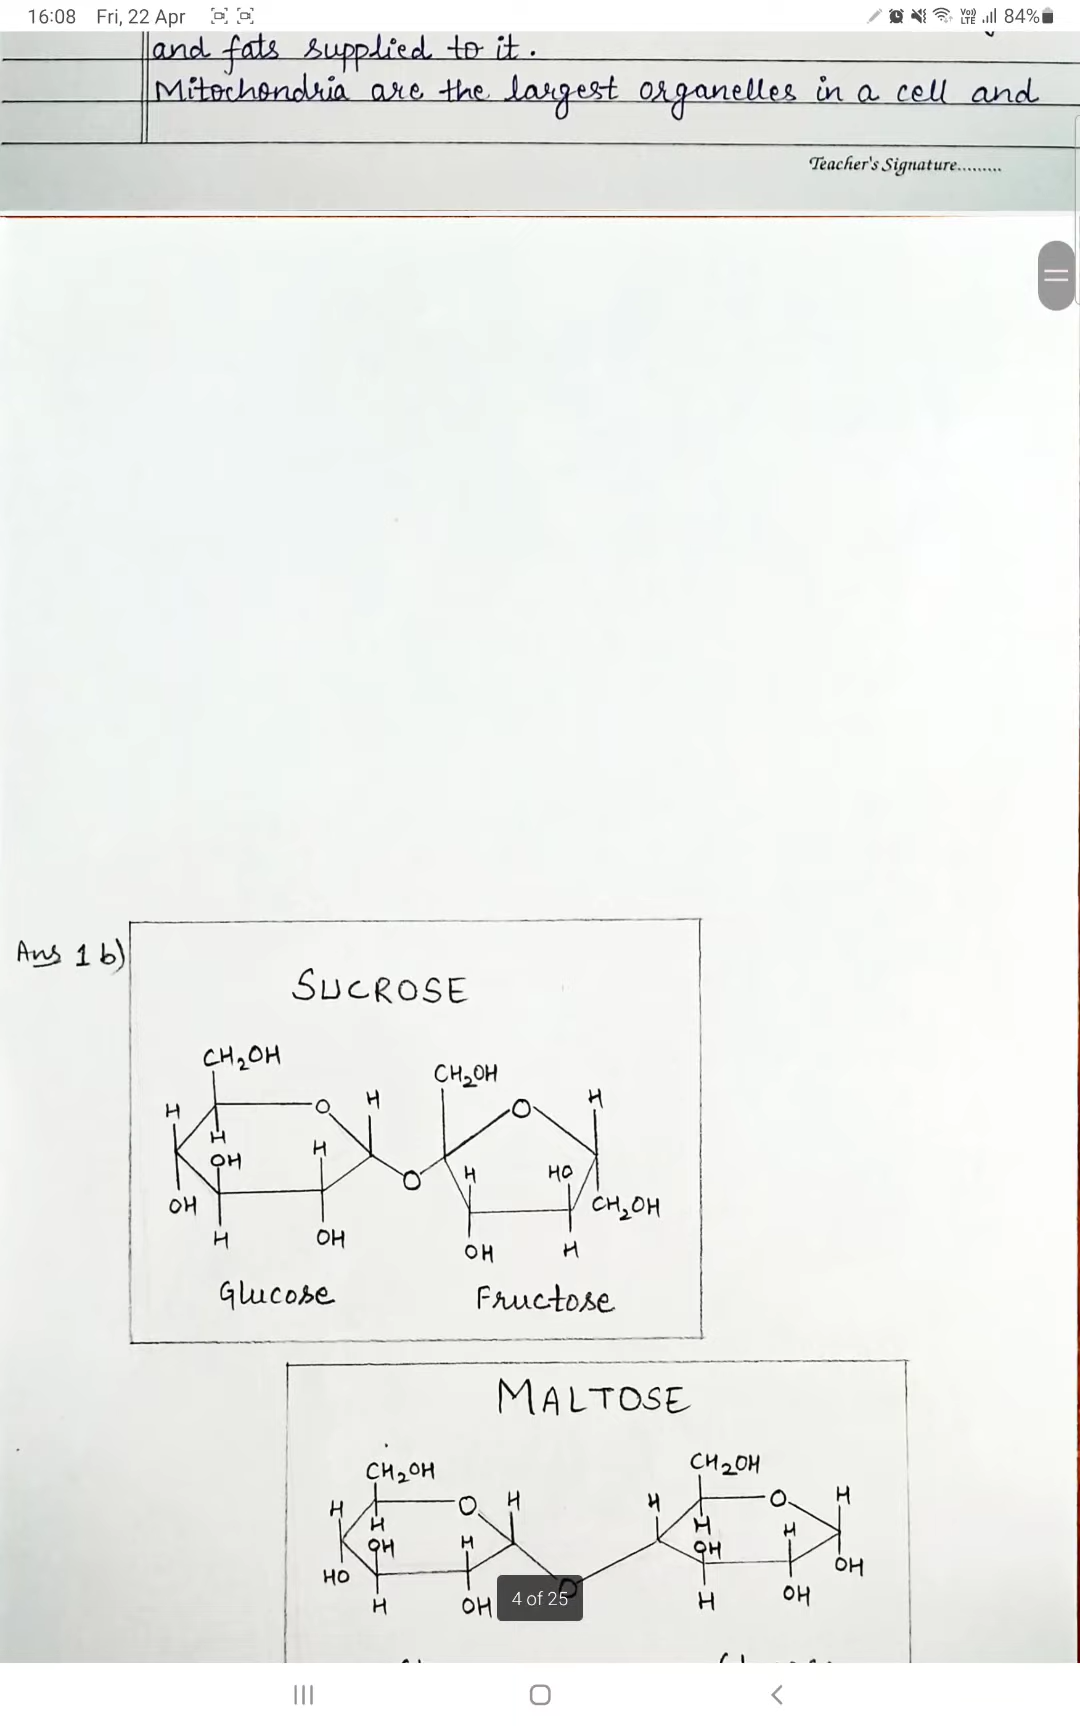 16:08 Fri, 22 Apr
84%
and fats supplied to it.
Mitochondria are the largest organelles in a cell and
Teacher's Signature.........
Ans 1 b)
SUCROSE
CH₂OH
CH₂OH
H
O
H
O
H
H
OH
H
O
H
HO
OH
CH₂OH
H
OH
OH
H
Glucose
Fructose
MALTOSE
CH₂OH
CH₂OH
H
O
H
H
O
H
H
OH
H
H
OH
H
HO
OH
H
OH
4 of 25
H
OH